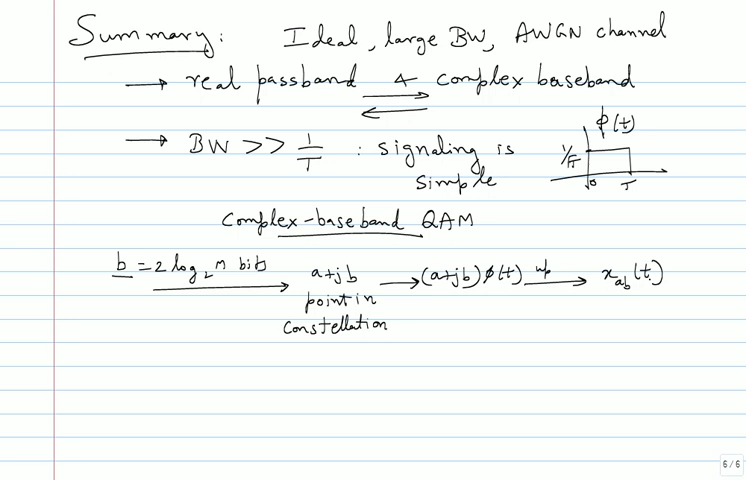 Summary: Ideal, large BW, AWGN channel
→ real passband & complex baseband
→ BW >> 1/T : signaling is simple
ϕ(t)
1/√T
0 T
Complex-baseband QAM
b = 2 log₂ M bits → a+jb → (a+jb) ϕ(t) up → x_ab(t)
point in
constellation
6 / 6